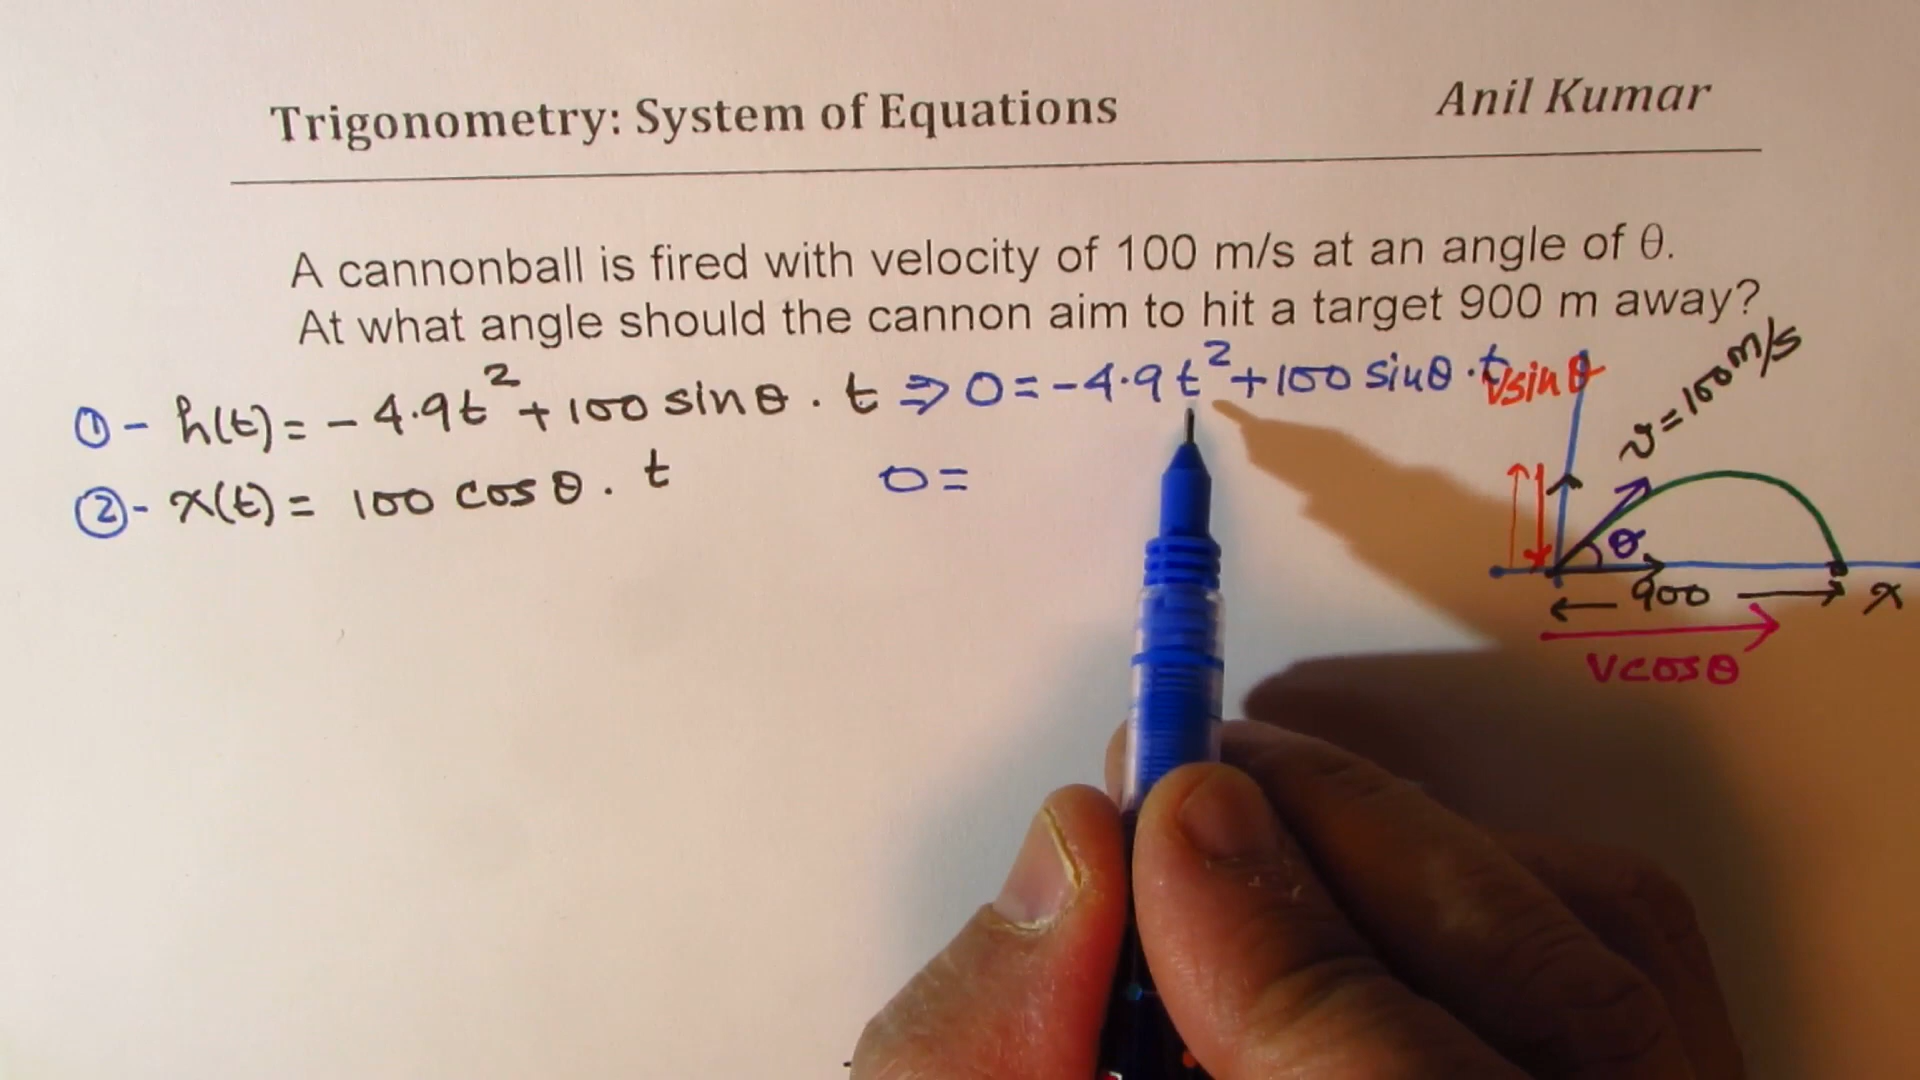 Trigonometry: System of Equations Anil Kumar
A cannonball is fired with velocity of 100 m/s at an angle of θ.
At what angle should the cannon aim to hit a target 900 m away?
① - h(t) = - 4.9t² + 100 sinθ . t ⇒ 0 = -4.9t² + 100 sinθ . t
② - x(t) = 100 cosθ . t
0 =
vsinθ
v = 100m/s
θ
← 900 → x
vcosθ